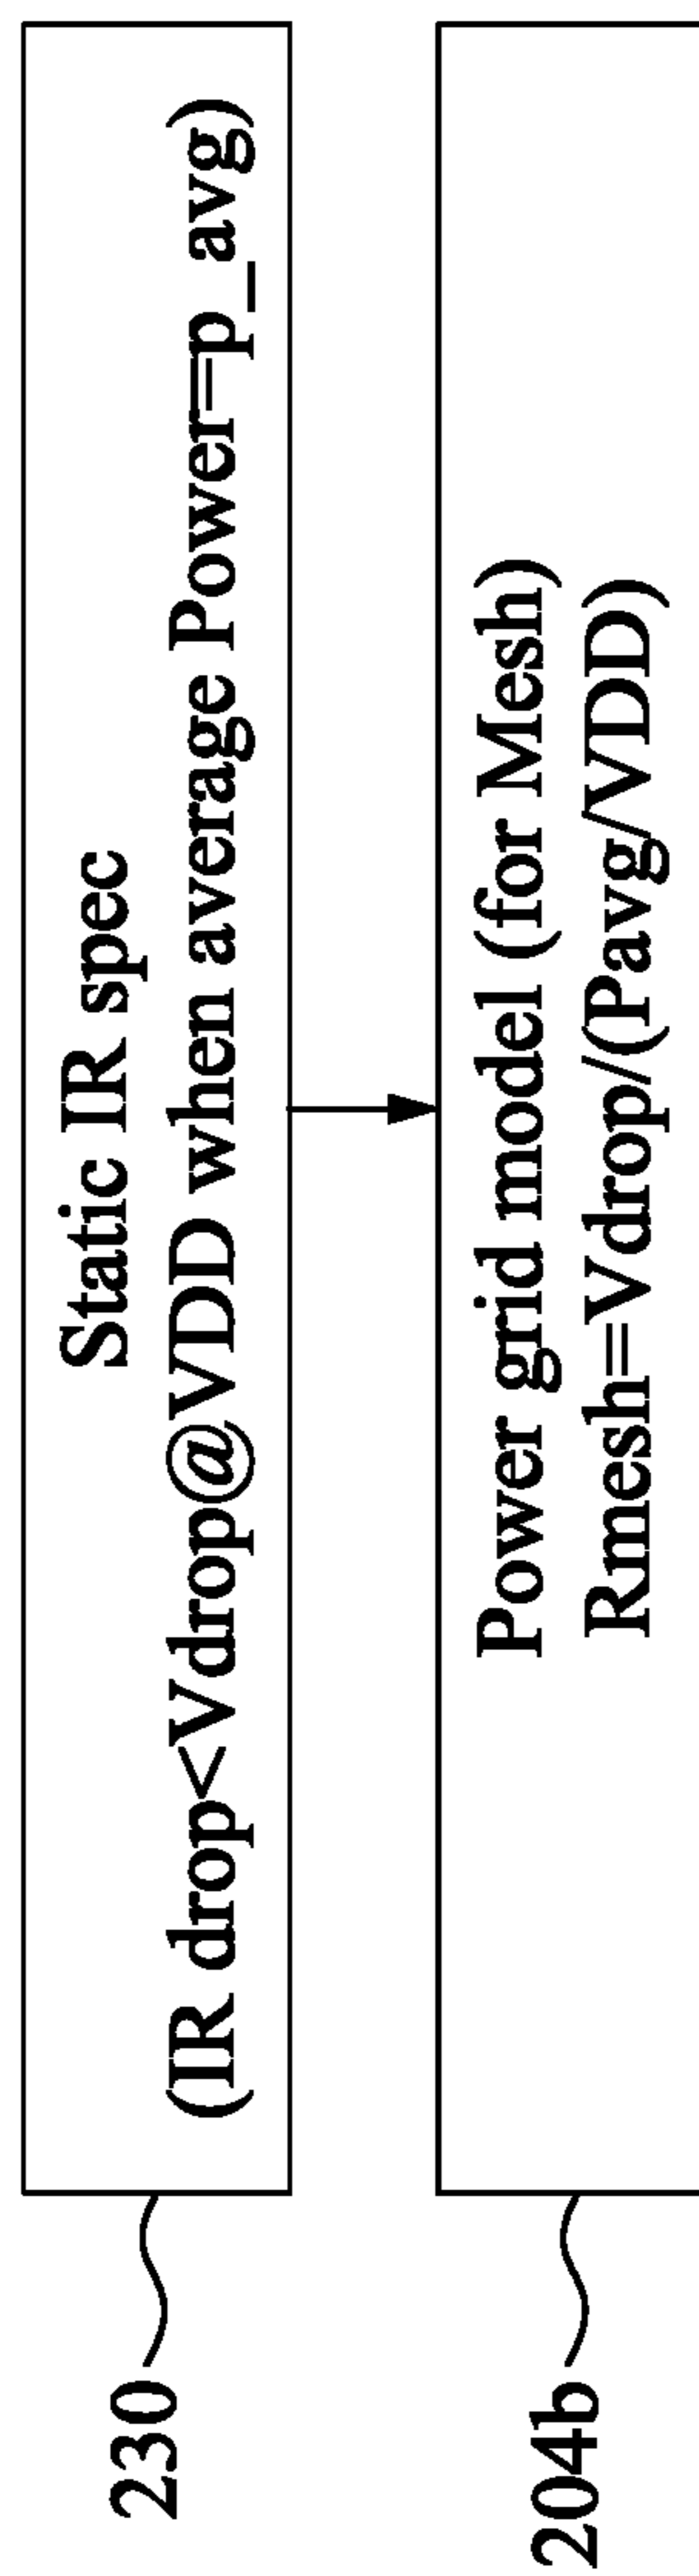 230
Static IR spec
(IR drop<Vdrop@VDD when average Power=p_avg)
204b
Power grid model (for Mesh)
Rmesh=Vdrop/(Pavg/VDD)